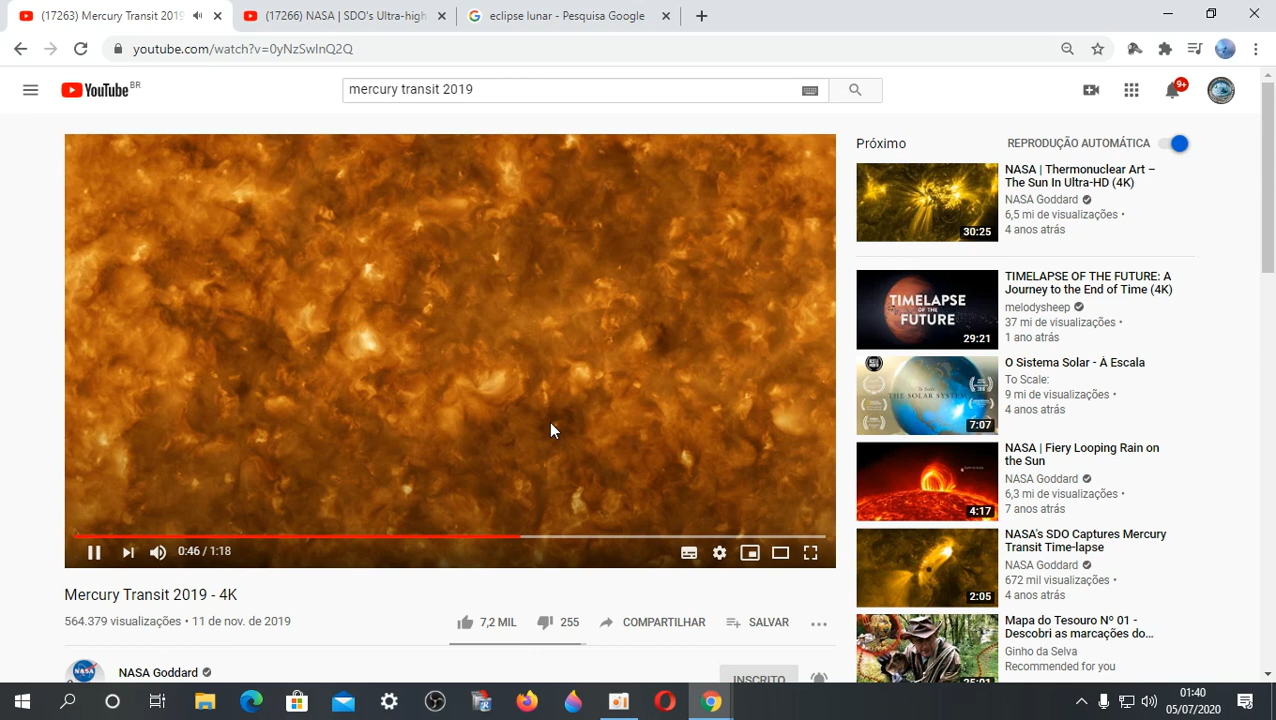 (17263) Mercury Transit 2019
(17266) NASA | SDO's Ultra-high
eclipse lunar - Pesquisa Google
youtube.com/watch?v=0yNzSwInQ2Q
YouTube BR
mercury transit 2019
9+
0:46 / 1:18
Mercury Transit 2019 - 4K
564.379 visualizações • 11 de nov. de 2019
7,2 MIL
255
COMPARTILHAR
SALVAR
NASA
NASA Goddard
INSCRITO
Próximo
REPRODUÇÃO AUTOMÁTICA
30:25
NASA | Thermonuclear Art –
The Sun In Ultra-HD (4K)
NASA Goddard
6,5 mi de visualizações •
4 anos atrás
TIMELAPSE
OF THE
FUTURE
29:21
TIMELAPSE OF THE FUTURE: A
Journey to the End of Time (4K)
melodysheep
37 mi de visualizações •
1 ano atrás
THE SOLAR SYSTEM
7:07
O Sistema Solar - À Escala
To Scale:
9 mi de visualizações •
4 anos atrás
4:17
NASA | Fiery Looping Rain on
the Sun
NASA Goddard
6,3 mi de visualizações •
7 anos atrás
2:05
NASA's SDO Captures Mercury
Transit Time-lapse
NASA Goddard
672 mil visualizações •
4 anos atrás
25:01
Mapa do Tesouro Nº 01 -
Descobri as marcações do...
Ginho da Selva
Recommended for you
01:40
05/07/2020